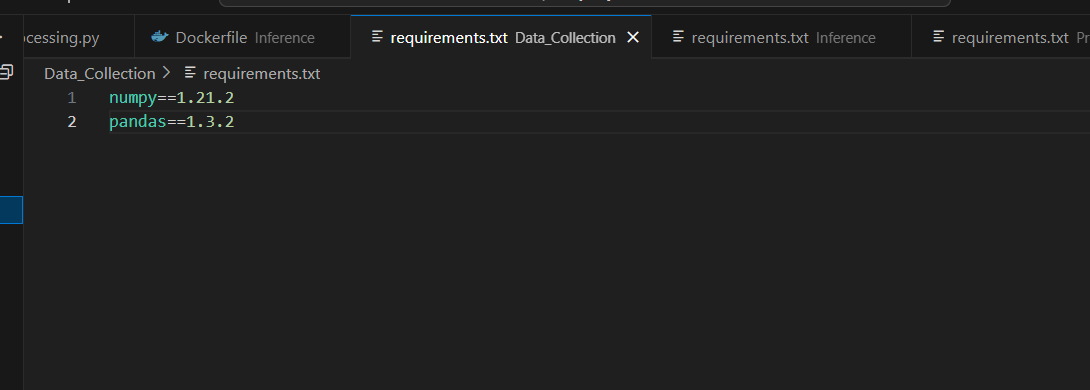 cessing.py Dockerfile Inference requirements.txt Data_Collection requirements.txt Inference requirements.txt Pr
Data_Collection > requirements.txt
1 numpy==1.21.2
2 pandas==1.3.2